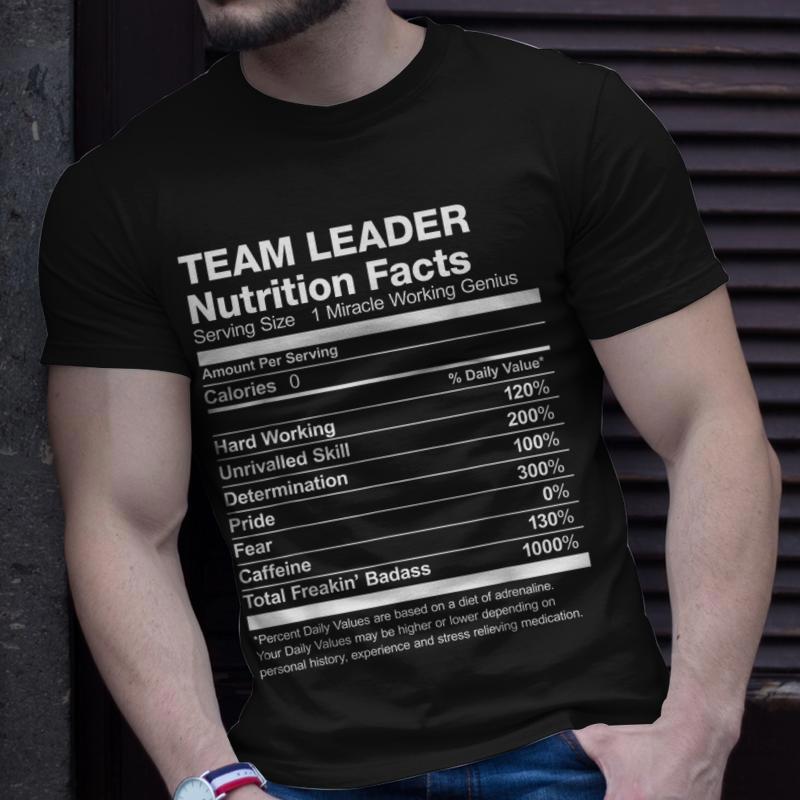 TEAM LEADER
Nutrition Facts
Serving Size 1 Miracle Working Genius
Amount Per Serving
Calories 0
% Daily Value*
Hard Working 120%
Unrivalled Skill 200%
Determination 100%
Pride 300%
Fear 0%
Caffeine 130%
Total Freakin' Badass 1000%
*Percent Daily Values are based on a diet of adrenaline.
Your Daily Values may be higher or lower depending on
personal history, experience and stress relieving medication.